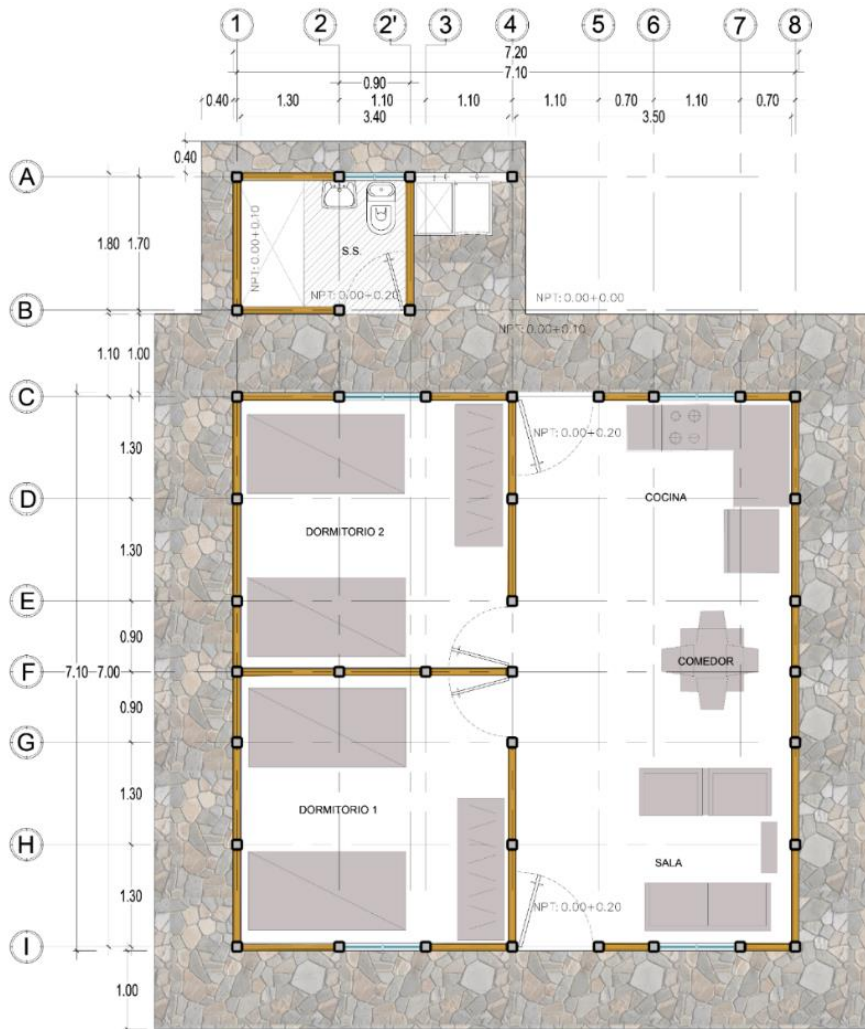 1 2 2' 3 4 5 6 7 8
7.20
7.10
0.90
0.40 1.30 1.10 1.10 1.10 0.70 1.10 0.70
3.40 3.50
0.40
A
1.80 1.70
NPT: 0.00+0.10
S.S.
NPT: 0.00+0.20
NPT: 0.00+0.00
B
NPT: 0.00+0.10
1.10 1.00
C
NPT: 0.00+0.20
1.30
D
COCINA
DORMITORIO 2
1.30
E
0.90
COMEDOR
F
7.10 7.00
0.90
G
1.30
DORMITORIO 1
H
SALA
1.30
NPT: 0.00+0.20
I
1.00